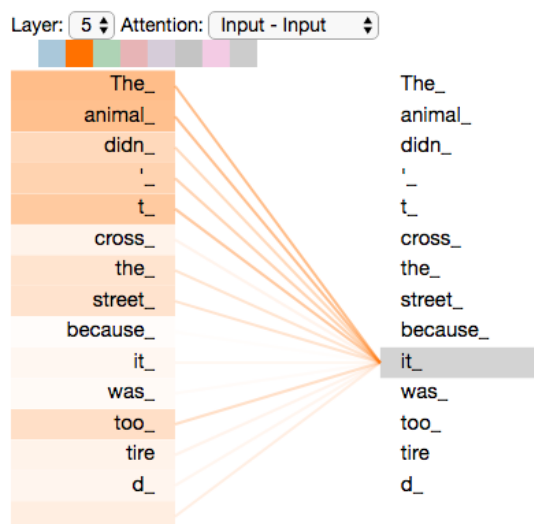 Layer: 5 Attention: Input - Input
The_ The_
animal_ animal_
didn_ didn_
'_ '_
t_ t_
cross_ cross_
the_ the_
street_ street_
because_ because_
it_ it_
was_ was_
too_ too_
tire tire
d_ d_